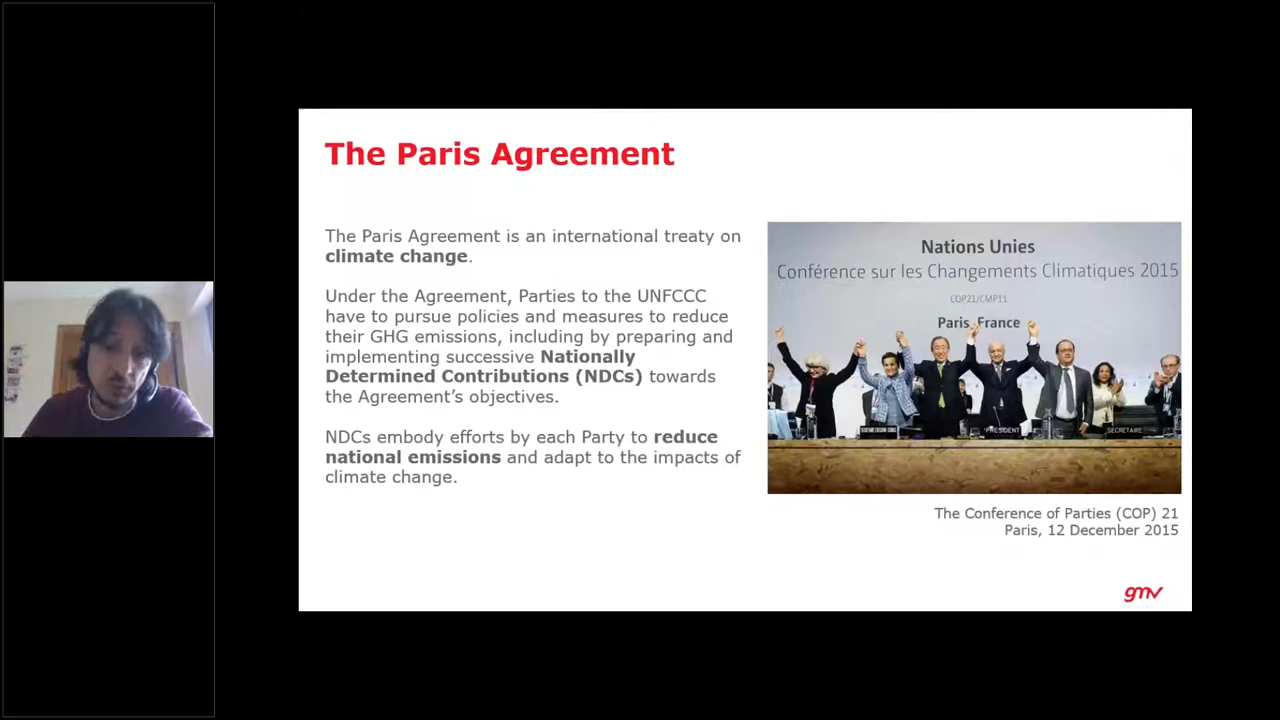 The Paris Agreement
The Paris Agreement is an international treaty on
climate change.
Under the Agreement, Parties to the UNFCCC
have to pursue policies and measures to reduce
their GHG emissions, including by preparing and
implementing successive Nationally
Determined Contributions (NDCs) towards
the Agreement's objectives.
NDCs embody efforts by each Party to reduce
national emissions and adapt to the impacts of
climate change.
Nations Unies
Conférence sur les Changements Climatiques 2015
COP21/CMP11
Paris, France
PRESIDENT
SECRETAIRE
The Conference of Parties (COP) 21
Paris, 12 December 2015
gmv